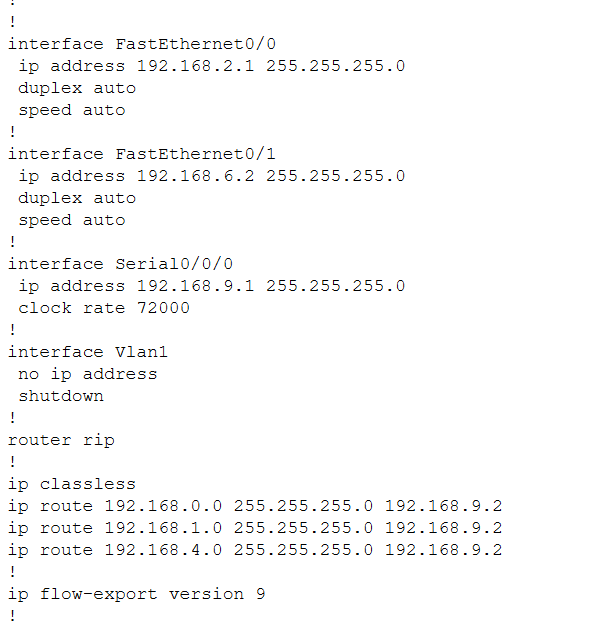 !
!
interface FastEthernet0/0
 ip address 192.168.2.1 255.255.255.0
 duplex auto
 speed auto
!
interface FastEthernet0/1
 ip address 192.168.6.2 255.255.255.0
 duplex auto
 speed auto
!
interface Serial0/0/0
 ip address 192.168.9.1 255.255.255.0
 clock rate 72000
!
interface Vlan1
 no ip address
 shutdown
!
router rip
!
ip classless
ip route 192.168.0.0 255.255.255.0 192.168.9.2
ip route 192.168.1.0 255.255.255.0 192.168.9.2
ip route 192.168.4.0 255.255.255.0 192.168.9.2
!
ip flow-export version 9
!